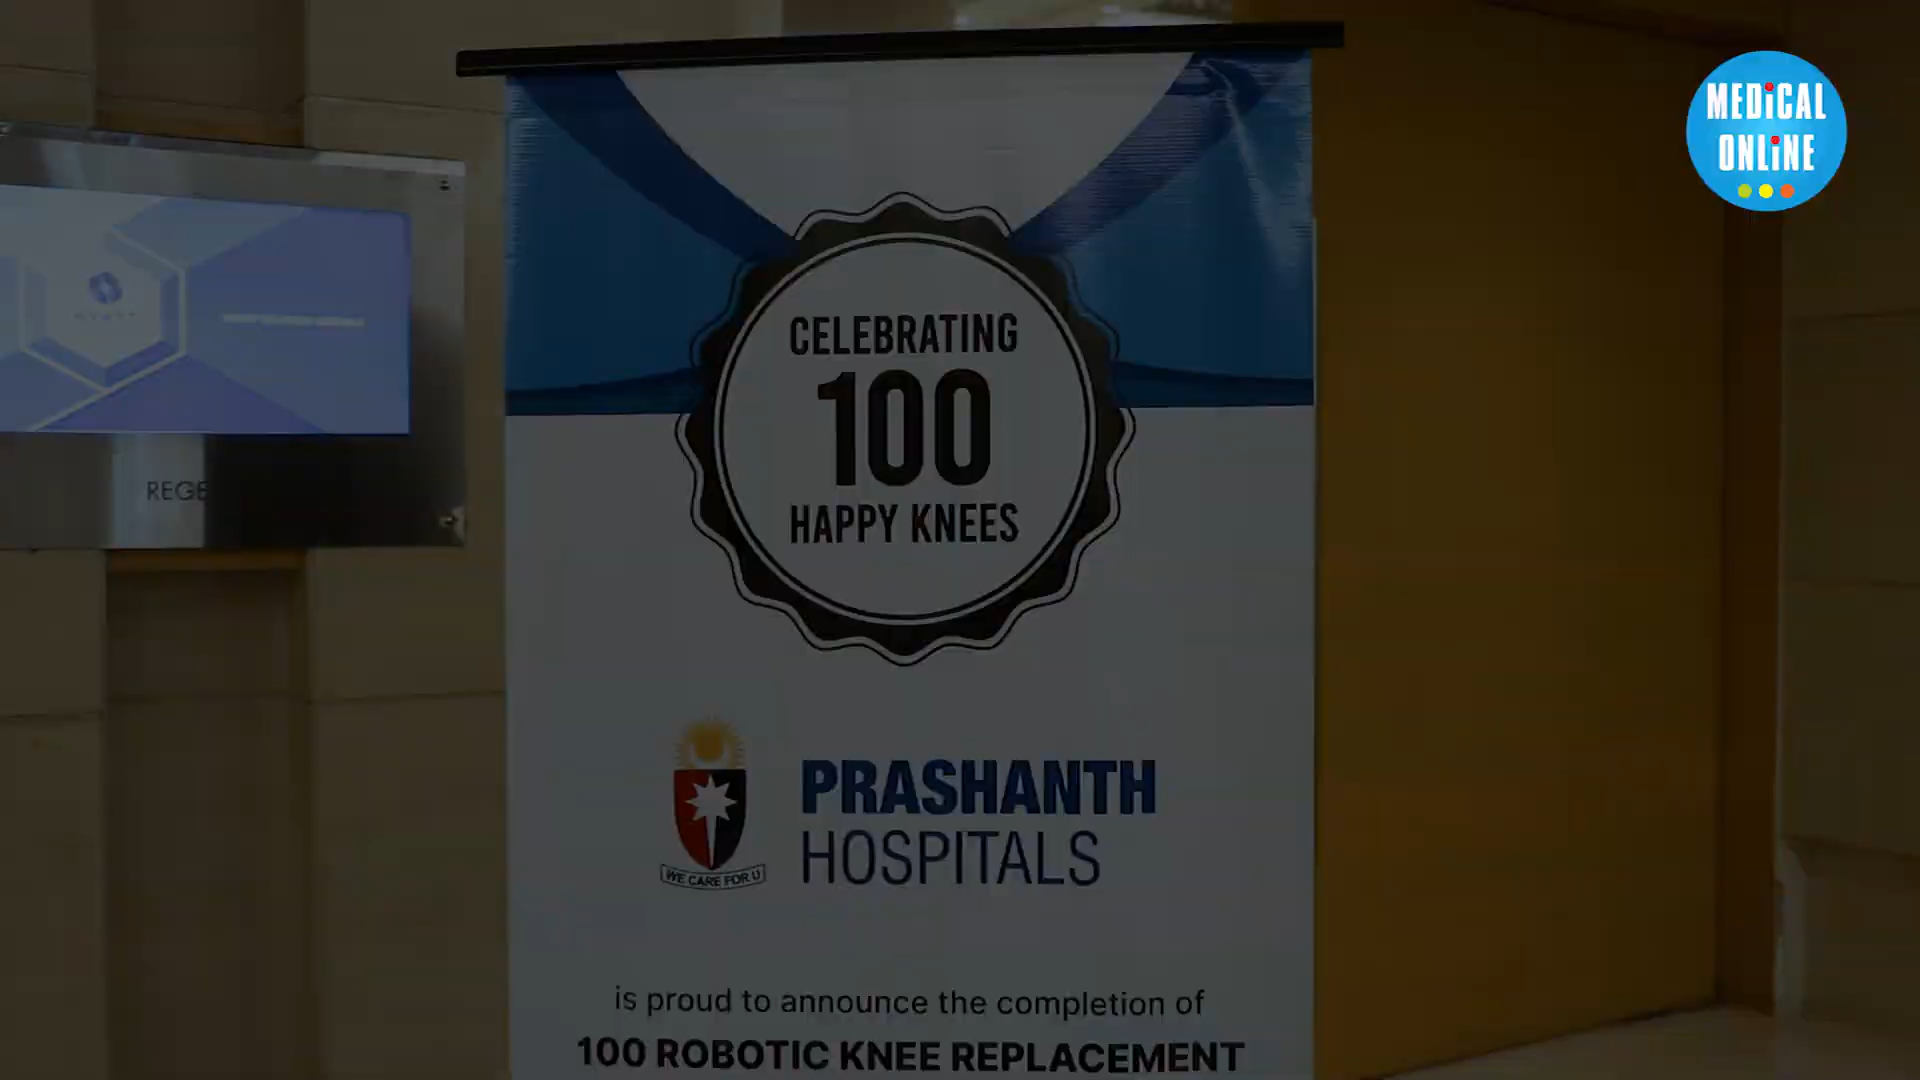 MEDiCAL
ONLiNE
CELEBRATING
100
HAPPY KNEES
REGE
WE CARE FOR U
PRASHANTH
HOSPITALS
is proud to announce the completion of
100 ROBOTIC KNEE REPLACEMENT